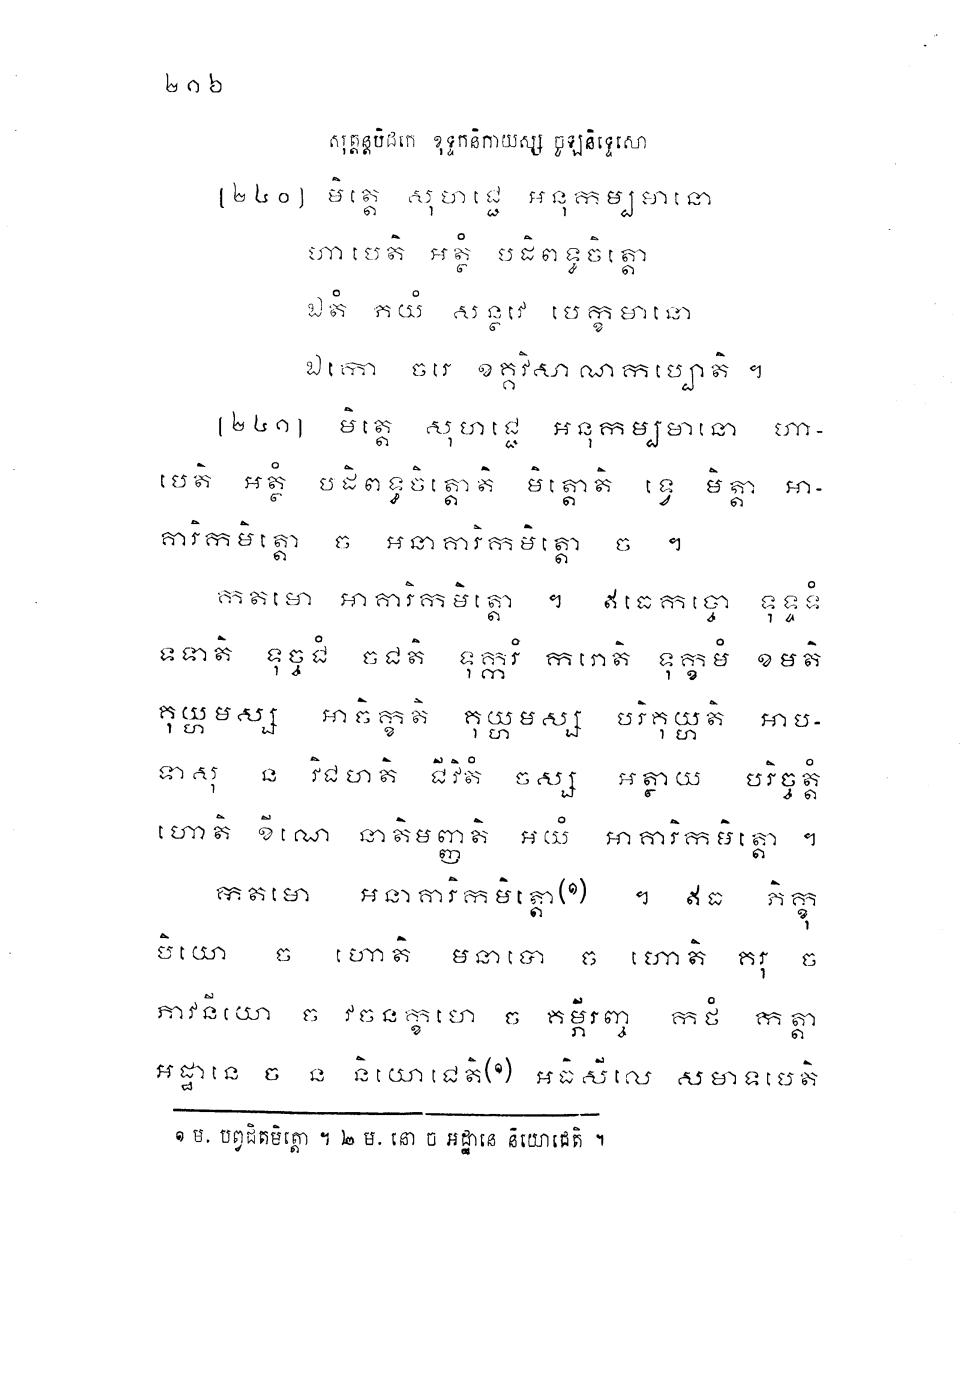 ២១៦
សុត្តន្តបិដកេ ខុទ្ទកនិកាយស្ស ចូឡនិទ្ទេសោ
[២៤០] មិត្តេ សុហជ្ជេ អនុកម្បមានោ
ហាបេតិ អត្ថំ បដិពទ្ធចិត្តោ
ឯតំ ភយំ សន្ថវេ បេក្ខមានោ
ឯកោ ចរេ ខគ្គវិសាណកប្បោតិ ។
[២៤១] មិត្តេ សុហជ្ជេ អនុកម្បមានោ ហា-
បេតិ អត្ថំ បដិពទ្ធចិត្តោតិ មិត្តោតិ ទ្វេ មិត្តា អា-
គារិកមិត្តោ ច អនាគារិកមិត្តោ ច ។
កតមោ អាគារិកមិត្តោ ។ ឥធេកច្ចោ ទុទ្ទទំ
ទទាតិ ទុច្ចជំ ចជតិ ទុក្ករំ ករោតិ ទុក្ខមំ ខមតិ
គុយ្ហមស្ស អាចិក្ខតិ គុយ្ហមស្ស បរិគុយ្ហតិ អាប-
ទាសុ ន វិជហតិ ជីវិតំ ចស្ស អត្ថាយ បរិច្ចត្តំ
ហោតិ ខីណេ នាតិមញ្ញតិ អយំ អាគារិកមិត្តោ ។
កតមោ អនាគារិកមិត្តោ(១) ។ ឥធ ភិក្ខុ
បិយោ ច ហោតិ មនាបោ ច ហោតិ គរុ ច
ភាវនីយោ ច វចនក្ខមោ ច គម្ភីរញ្ច កថំ កត្តា
អដ្ឋានេ ច ន និយោជេតិ(១) អធិសីលេ សមាទបេតិ
១ ម. បព្វជិតមិត្តោ ។ ២ ម. នោ ច អដ្ឋានេ និយោជេតិ ។